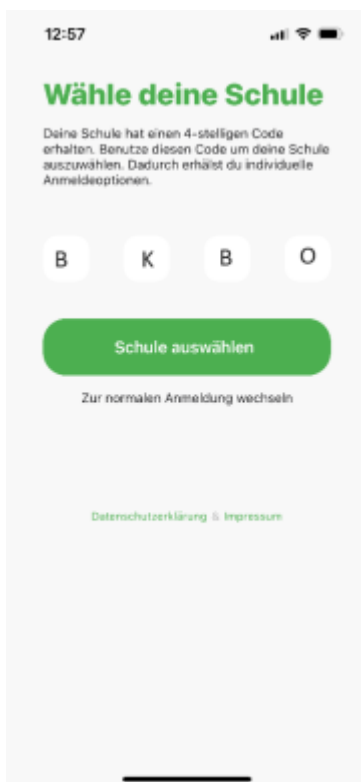 12:57
Wähle deine Schule
Deine Schule hat einen 4-stelligen Code
erhalten. Benutze diesen Code um deine Schule
auszuwählen. Dadurch erhälst du individuelle
Anmeldeoptionen.
B K B O
Schule auswählen
Zur normalen Anmeldung wechseln
Datenschutzerklärung & Impressum